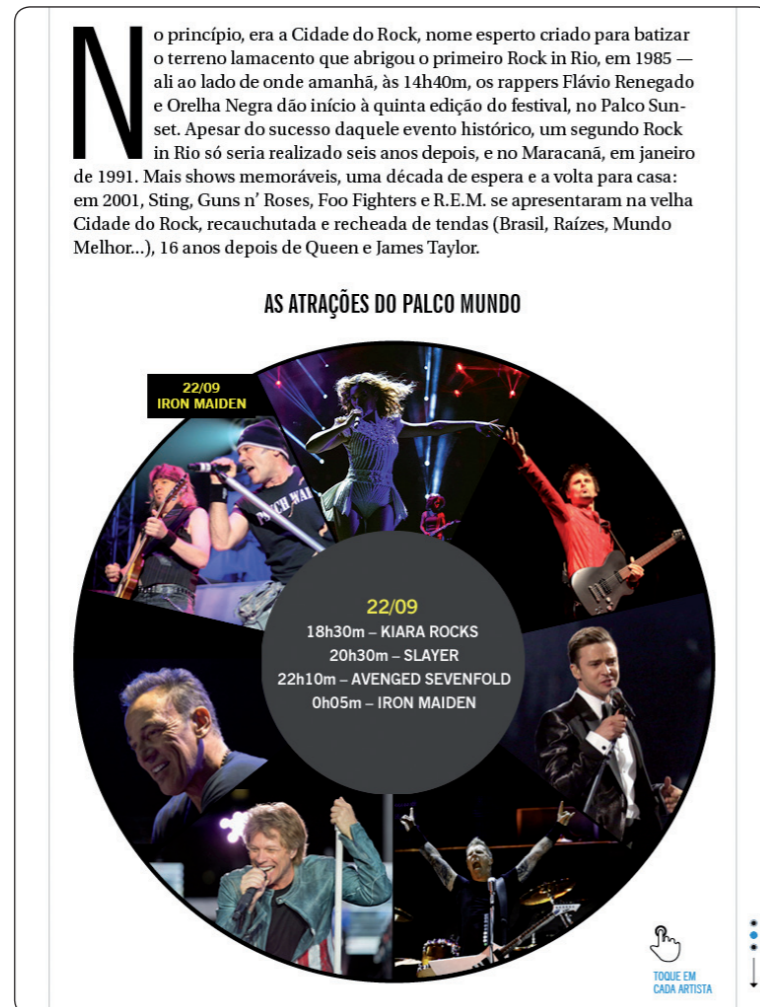 No princípio, era a Cidade do Rock, nome esperto criado para batizar
o terreno lamacento que abrigou o primeiro Rock in Rio, em 1985 —
ali ao lado de onde amanhã, às 14h40m, os rappers Flávio Renegado
e Orelha Negra dão início à quinta edição do festival, no Palco Sun-
set. Apesar do sucesso daquele evento histórico, um segundo Rock
in Rio só seria realizado seis anos depois, e no Maracanã, em janeiro
de 1991. Mais shows memoráveis, uma década de espera e a volta para casa:
em 2001, Sting, Guns n’ Roses, Foo Fighters e R.E.M. se apresentaram na velha
Cidade do Rock, recauchutada e recheada de tendas (Brasil, Raízes, Mundo
Melhor...), 16 anos depois de Queen e James Taylor.
AS ATRAÇÕES DO PALCO MUNDO
22/09
IRON MAIDEN
22/09
18h30m – KIARA ROCKS
20h30m – SLAYER
22h10m – AVENGED SEVENFOLD
0h05m – IRON MAIDEN
TOQUE EM
CADA ARTISTA